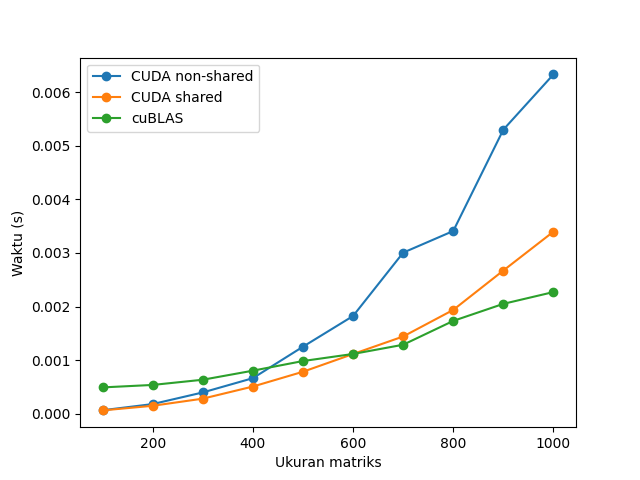 CUDA non-shared
CUDA shared
cuBLAS
0.006
0.005
0.004
0.003
0.002
0.001
0.000
Waktu (s)
200 400 600 800 1000
Ukuran matriks